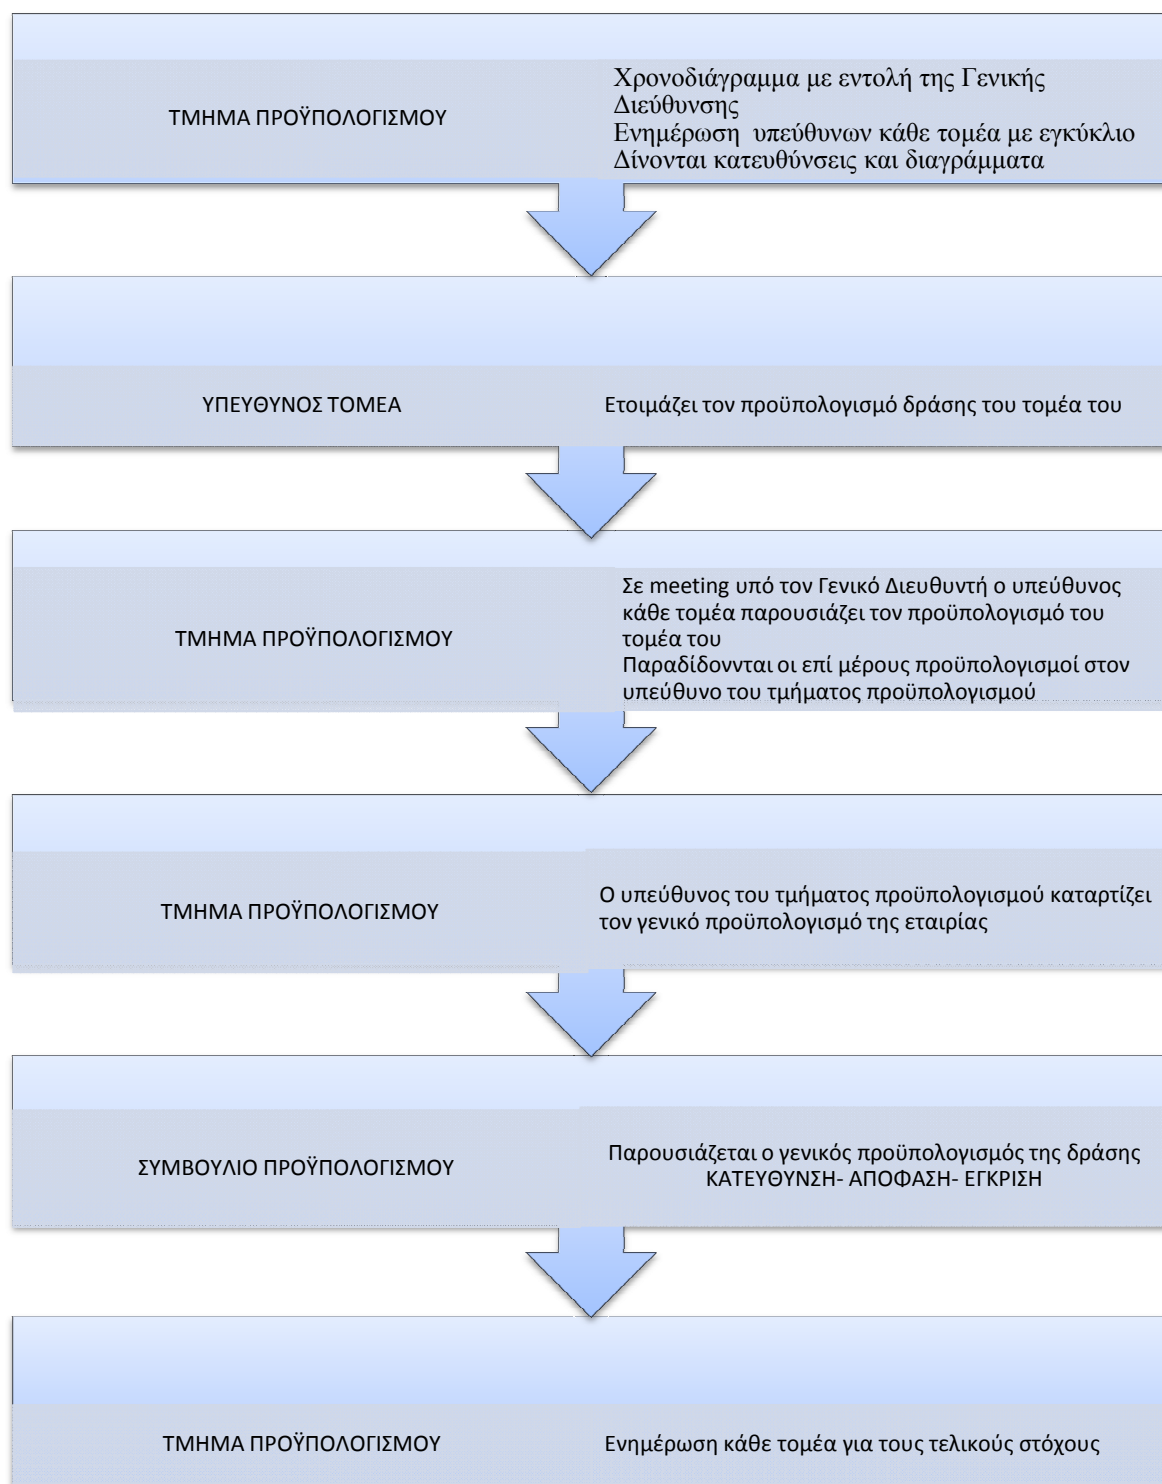 ΤΜΗΜΑ ΠΡΟΫΠΟΛΟΓΙΣΜΟΥ
Χρονοδιάγραμμα με εντολή της Γενικής
Διεύθυνσης
Ενημέρωση υπεύθυνων κάθε τομέα με εγκύκλιο
Δίνονται κατευθύνσεις και διαγράμματα
ΥΠΕΥΘΥΝΟΣ ΤΟΜΕΑ
Ετοιμάζει τον προϋπολογισμό δράσης του τομέα του
ΤΜΗΜΑ ΠΡΟΫΠΟΛΟΓΙΣΜΟΥ
Σε meeting υπό τον Γενικό Διευθυντή ο υπεύθυνος
κάθε τομέα παρουσιάζει τον προϋπολογισμό του
τομέα του
Παραδίδοννται οι επί μέρους προϋπολογισμοί στον
υπεύθυνο του τμήματος προϋπολογισμού
ΤΜΗΜΑ ΠΡΟΫΠΟΛΟΓΙΣΜΟΥ
Ο υπεύθυνος του τμήματος προϋπολογισμού καταρτίζει
τον γενικό προϋπολογισμό της εταιρίας
ΣΥΜΒΟΥΛΙΟ ΠΡΟΫΠΟΛΟΓΙΣΜΟΥ
Παρουσιάζεται ο γενικός προϋπολογισμός της δράσης
ΚΑΤΕΥΘΥΝΣΗ- ΑΠΟΦΑΣΗ- ΕΓΚΡΙΣΗ
ΤΜΗΜΑ ΠΡΟΫΠΟΛΟΓΙΣΜΟΥ
Ενημέρωση κάθε τομέα για τους τελικούς στόχους